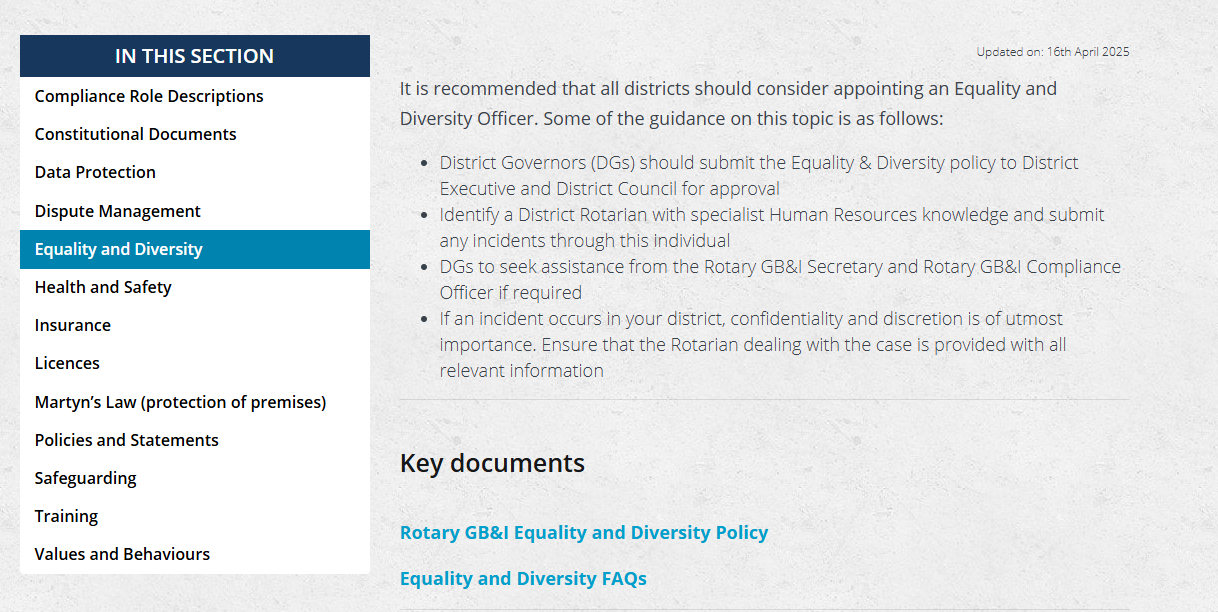 IN THIS SECTION
Compliance Role Descriptions
Constitutional Documents
Data Protection
Dispute Management
Equality and Diversity
Health and Safety
Insurance
Licences
Martyn’s Law (protection of premises)
Policies and Statements
Safeguarding
Training
Values and Behaviours
Updated on: 16th April 2025
It is recommended that all districts should consider appointing an Equality and
Diversity Officer. Some of the guidance on this topic is as follows:
• District Governors (DGs) should submit the Equality & Diversity policy to District
Executive and District Council for approval
• Identify a District Rotarian with specialist Human Resources knowledge and submit
any incidents through this individual
• DGs to seek assistance from the Rotary GB&I Secretary and Rotary GB&I Compliance
Officer if required
• If an incident occurs in your district, confidentiality and discretion is of utmost
importance. Ensure that the Rotarian dealing with the case is provided with all
relevant information
Key documents
Rotary GB&I Equality and Diversity Policy
Equality and Diversity FAQs